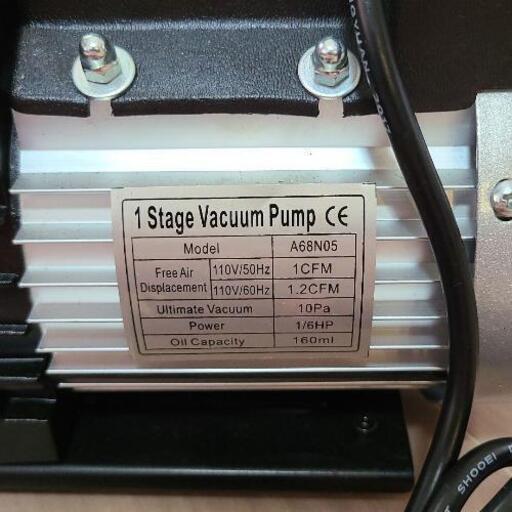 1 Stage Vacuum Pump CE
Model A68N05
Free Air Displacement 110V/50Hz 1CFM
110V/60Hz 1.2CFM
Ultimate Vacuum 10Pa
Power 1/6HP
Oil Capacity 160ml
SHOOEI